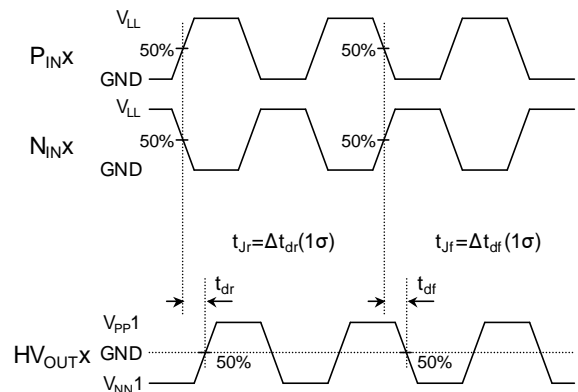 V_LL
P_INx 50% 50%
GND
V_LL
N_INx 50% 50%
GND
t_Jr=Δt_dr(1σ) t_Jf=Δt_df(1σ)
t_dr t_df
V_PP1
HV_OUTx GND
50% 50%
V_NN1